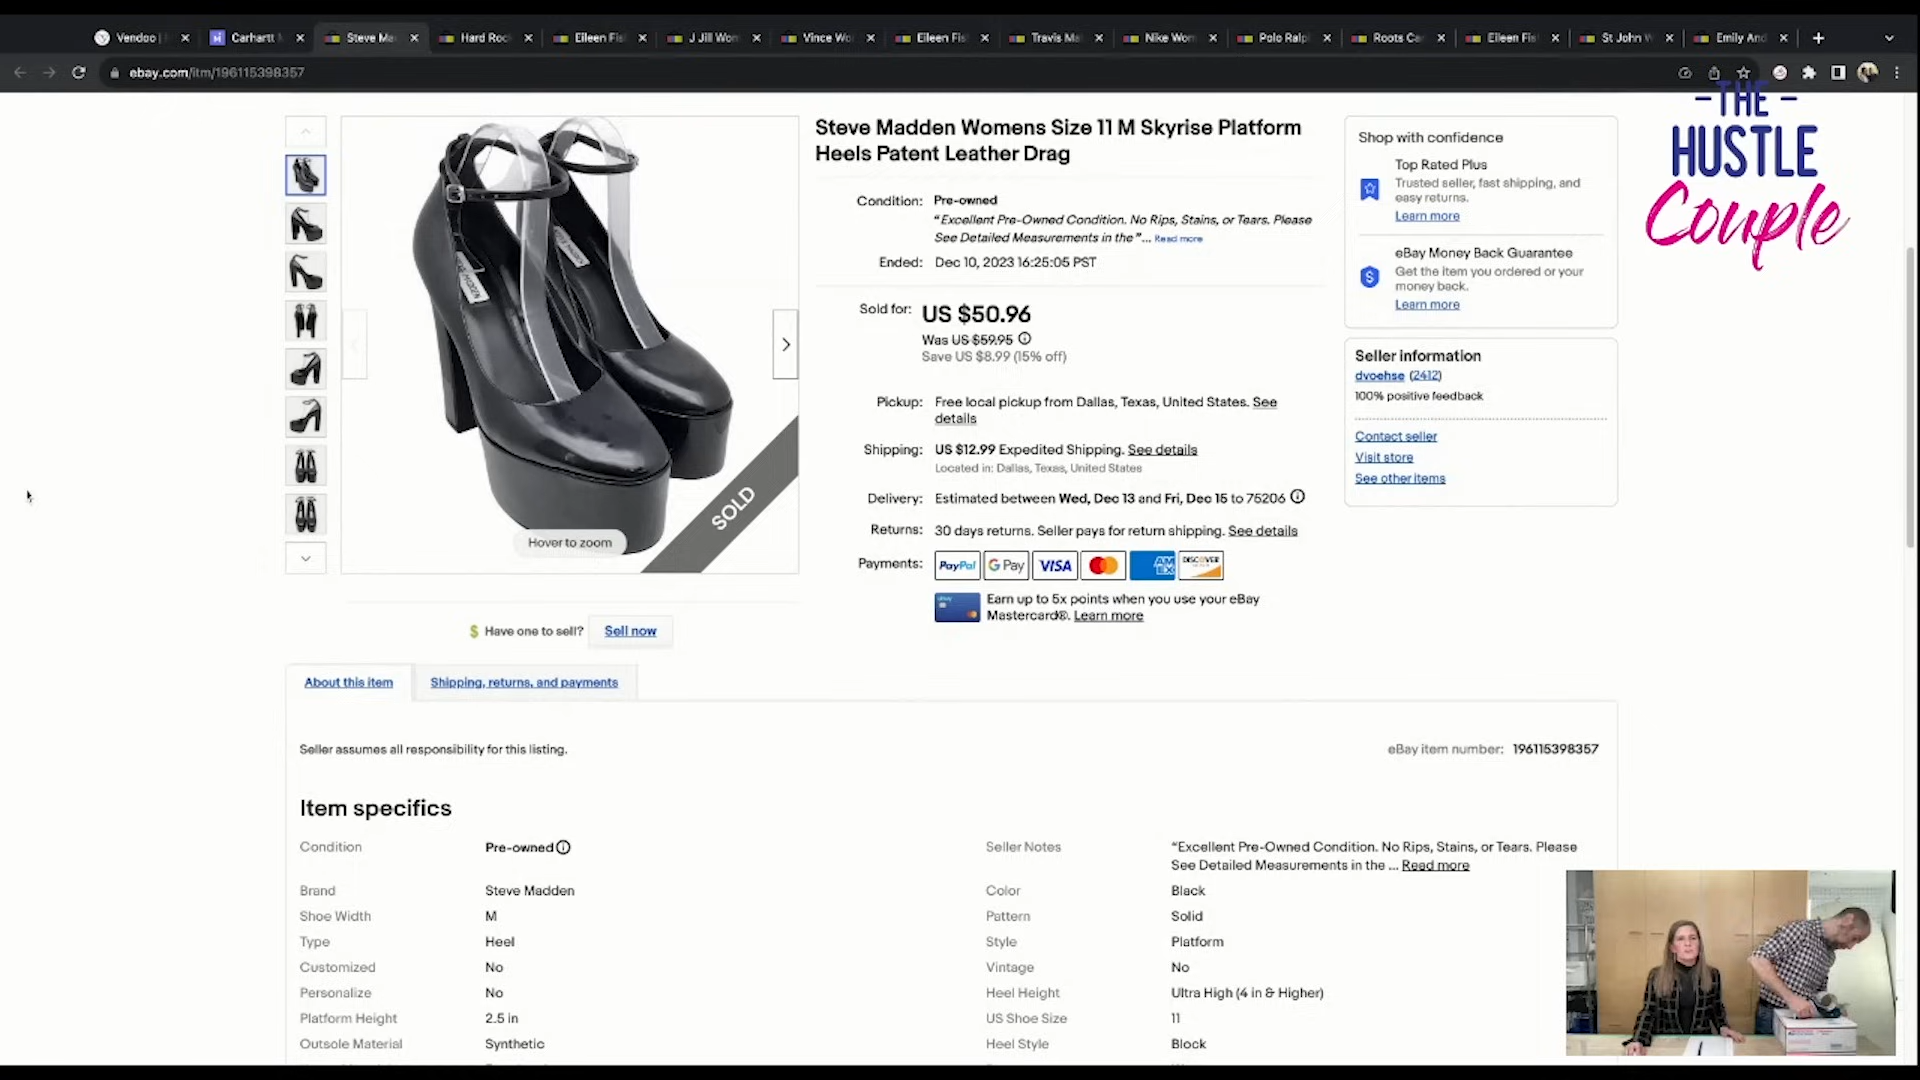 Vendoo |
Carhartt
Steve Ma
Hard Roc
Eileen Fis
J Jill Wom
Vince Wo
Eileen Fis
Travis Ma
Nike Wom
Polo Ralp
Roots Ca
Eileen Fis
St John W
Emily And
ebay.com/itm/196115398357
-THE-
HUSTLE
Couple
Steve Madden Womens Size 11 M Skyrise Platform
Heels Patent Leather Drag
Condition: Pre-owned
“Excellent Pre-Owned Condition. No Rips, Stains, or Tears. Please
See Detailed Measurements in the”... Read more
Ended: Dec 10, 2023 16:25:05 PST
Sold for: US $50.96
Was US $59.95
Save US $8.99 (15% off)
Pickup: Free local pickup from Dallas, Texas, United States. See
details
Shipping: US $12.99 Expedited Shipping. See details
Located in: Dallas, Texas, United States
Delivery: Estimated between Wed, Dec 13 and Fri, Dec 15 to 75206
Returns: 30 days returns. Seller pays for return shipping. See details
Payments: PayPal G Pay VISA AM EX DISCOVER
Earn up to 5x points when you use your eBay
Mastercard®. Learn more
Shop with confidence
Top Rated Plus
Trusted seller, fast shipping, and
easy returns.
Learn more
eBay Money Back Guarantee
Get the item you ordered or your
money back.
Learn more
Seller information
dvoehse (2412)
100% positive feedback
Contact seller
Visit store
See other items
STEVE MADDEN
SOLD
Hover to zoom
$ Have one to sell? Sell now
About this item
Shipping, returns, and payments
Seller assumes all responsibility for this listing.
eBay item number: 196115398357
Item specifics
Condition Pre-owned
Seller Notes “Excellent Pre-Owned Condition. No Rips, Stains, or Tears. Please
See Detailed Measurements in the ... Read more
Brand Steve Madden
Color Black
Shoe Width M
Pattern Solid
Type Heel
Style Platform
Customized No
Vintage No
Personalize No
Heel Height Ultra High (4 in & Higher)
Platform Height 2.5 in
US Shoe Size 11
Outsole Material Synthetic
Heel Style Block